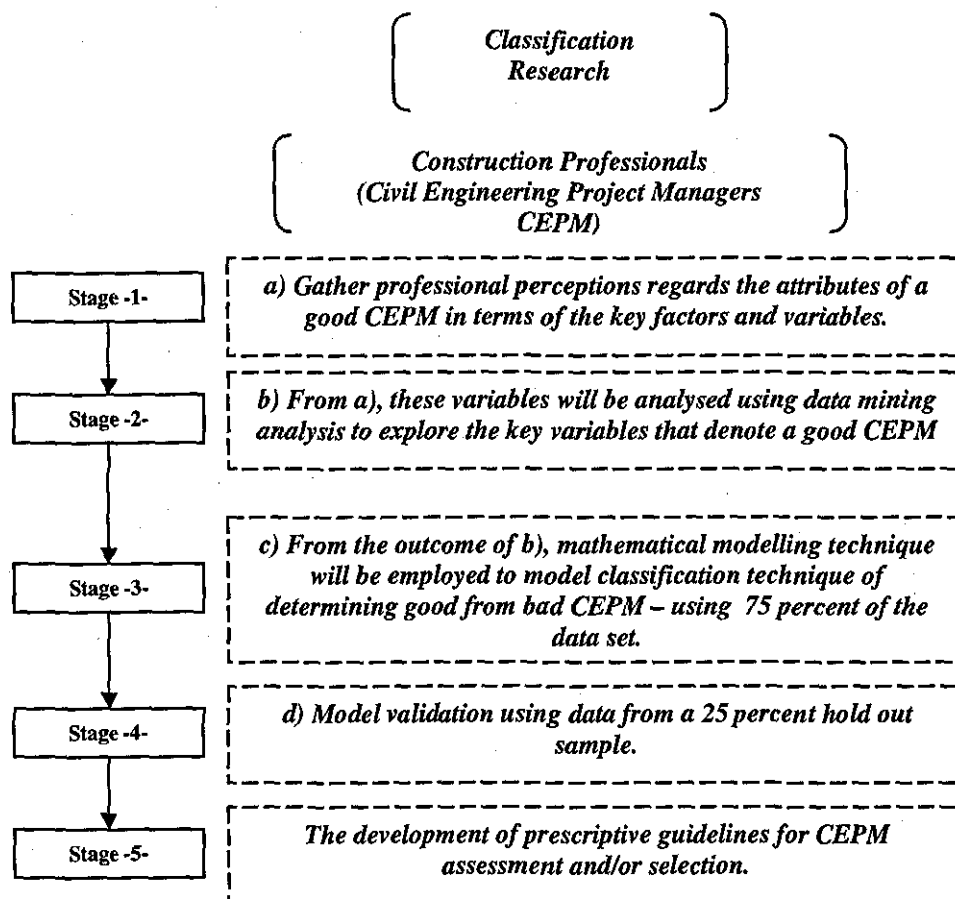 Classification
Research
Construction Professionals
(Civil Engineering Project Managers
CEPM)
Stage -1-
a) Gather professional perceptions regards the attributes of a
good CEPM in terms of the key factors and variables.
Stage -2-
b) From a), these variables will be analysed using data mining
analysis to explore the key variables that denote a good CEPM
Stage -3-
c) From the outcome of b), mathematical modelling technique
will be employed to model classification technique of
determining good from bad CEPM – using 75 percent of the
data set.
Stage -4-
d) Model validation using data from a 25 percent hold out
sample.
Stage -5-
The development of prescriptive guidelines for CEPM
assessment and/or selection.